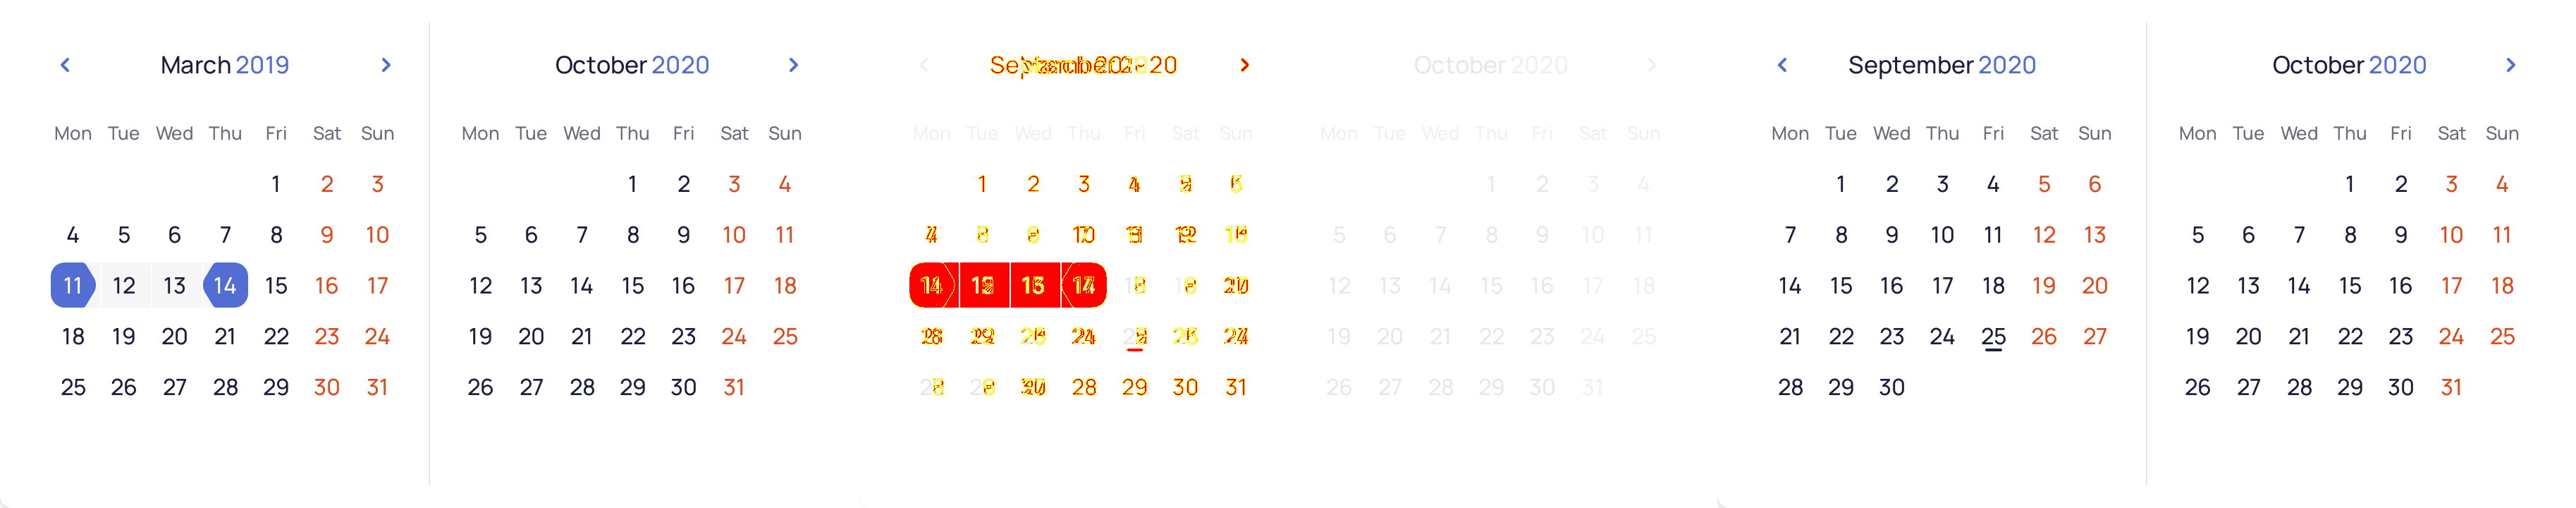 March 2019
Mon Tue Wed Thu Fri Sat Sun
1 2 3
4 5 6 7 8 9 10
11 12 13 14 15 16 17
18 19 20 21 22 23 24
25 26 27 28 29 30 31
October 2020
Mon Tue Wed Thu Fri Sat Sun
1 2 3 4
5 6 7 8 9 10 11
12 13 14 15 16 17 18
19 20 21 22 23 24 25
26 27 28 29 30 31
Mon Tue Wed Thu Fri Sat Sun
1 2 3
28 29 30 31
October 2020
Mon Tue Wed Thu Fri Sat Sun
1 2 3 4
5 6 7 8 9 10 11
12 13 14 15 16 17 18
19 20 21 22 23 24 25
26 27 28 29 30 31
September 2020
Mon Tue Wed Thu Fri Sat Sun
1 2 3 4 5 6
7 8 9 10 11 12 13
14 15 16 17 18 19 20
21 22 23 24 25 26 27
28 29 30
October 2020
Mon Tue Wed Thu Fri Sat Sun
1 2 3 4
5 6 7 8 9 10 11
12 13 14 15 16 17 18
19 20 21 22 23 24 25
26 27 28 29 30 31